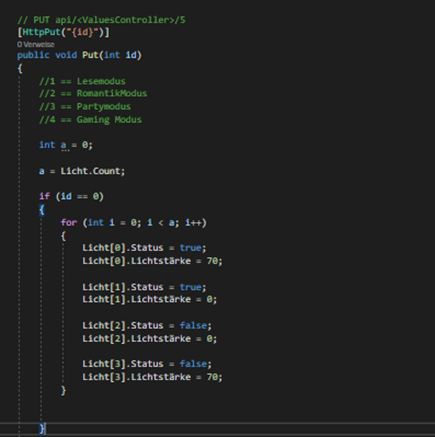 // PUT api/<ValuesController>/5
[HttpPut("{id}")]
0 Verweise
public void Put(int id)
{
//1 == Lesemodus
//2 == RomantikModus
//3 == Partymodus
//4 == Gaming Modus
int a = 0;
a = Licht.Count;
if (id == 0)
{
for (int i = 0; i < a; i++)
{
Licht[0].Status = true;
Licht[0].Lichtstärke = 70;
Licht[1].Status = true;
Licht[1].Lichtstärke = 0;
Licht[2].Status = false;
Licht[2].Lichtstärke = 0;
Licht[3].Status = false;
Licht[3].Lichtstärke = 70;
}
}